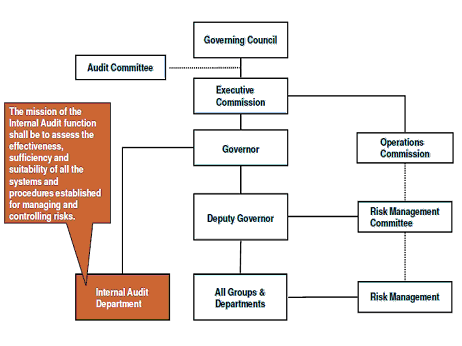 Governing Council
Audit Committee
Executive
Commission
The mission of the
Internal Audit function
shall be to assess the
effectiveness,
sufficiency and
suitability of all the
systems and
procedures established
for managing and
controlling risks.
Governor
Operations
Commission
Deputy Governor
Risk Management
Committee
Internal Audit
Department
All Groups &
Departments
Risk Management